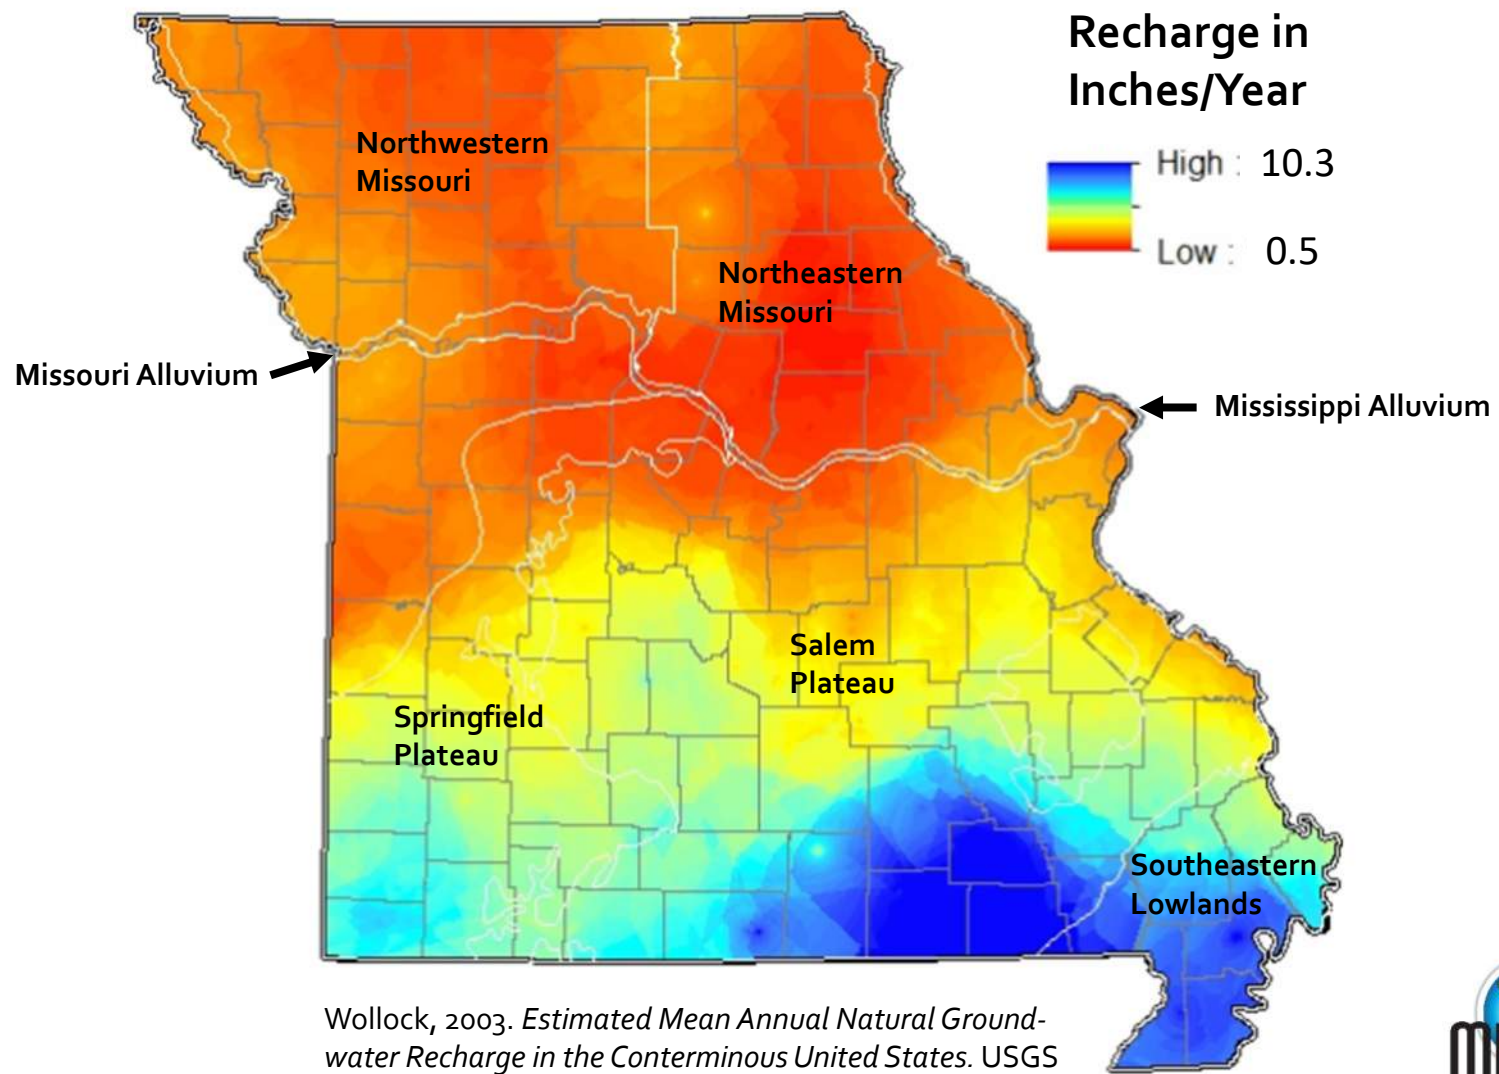 Recharge in
Inches/Year
High : 10.3
Low : 0.5
Northwestern
Missouri
Northeastern
Missouri
Missouri Alluvium
Mississippi Alluvium
Salem
Plateau
Springfield
Plateau
Southeastern
Lowlands
Wollock, 2003. Estimated Mean Annual Natural Ground-
water Recharge in the Conterminous United States. USGS